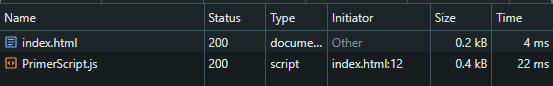 Name Status Type Initiator Size Time
index.html 200 docume... Other 0.2 kB 4 ms
PrimerScript.js 200 script index.html:12 0.4 kB 22 ms